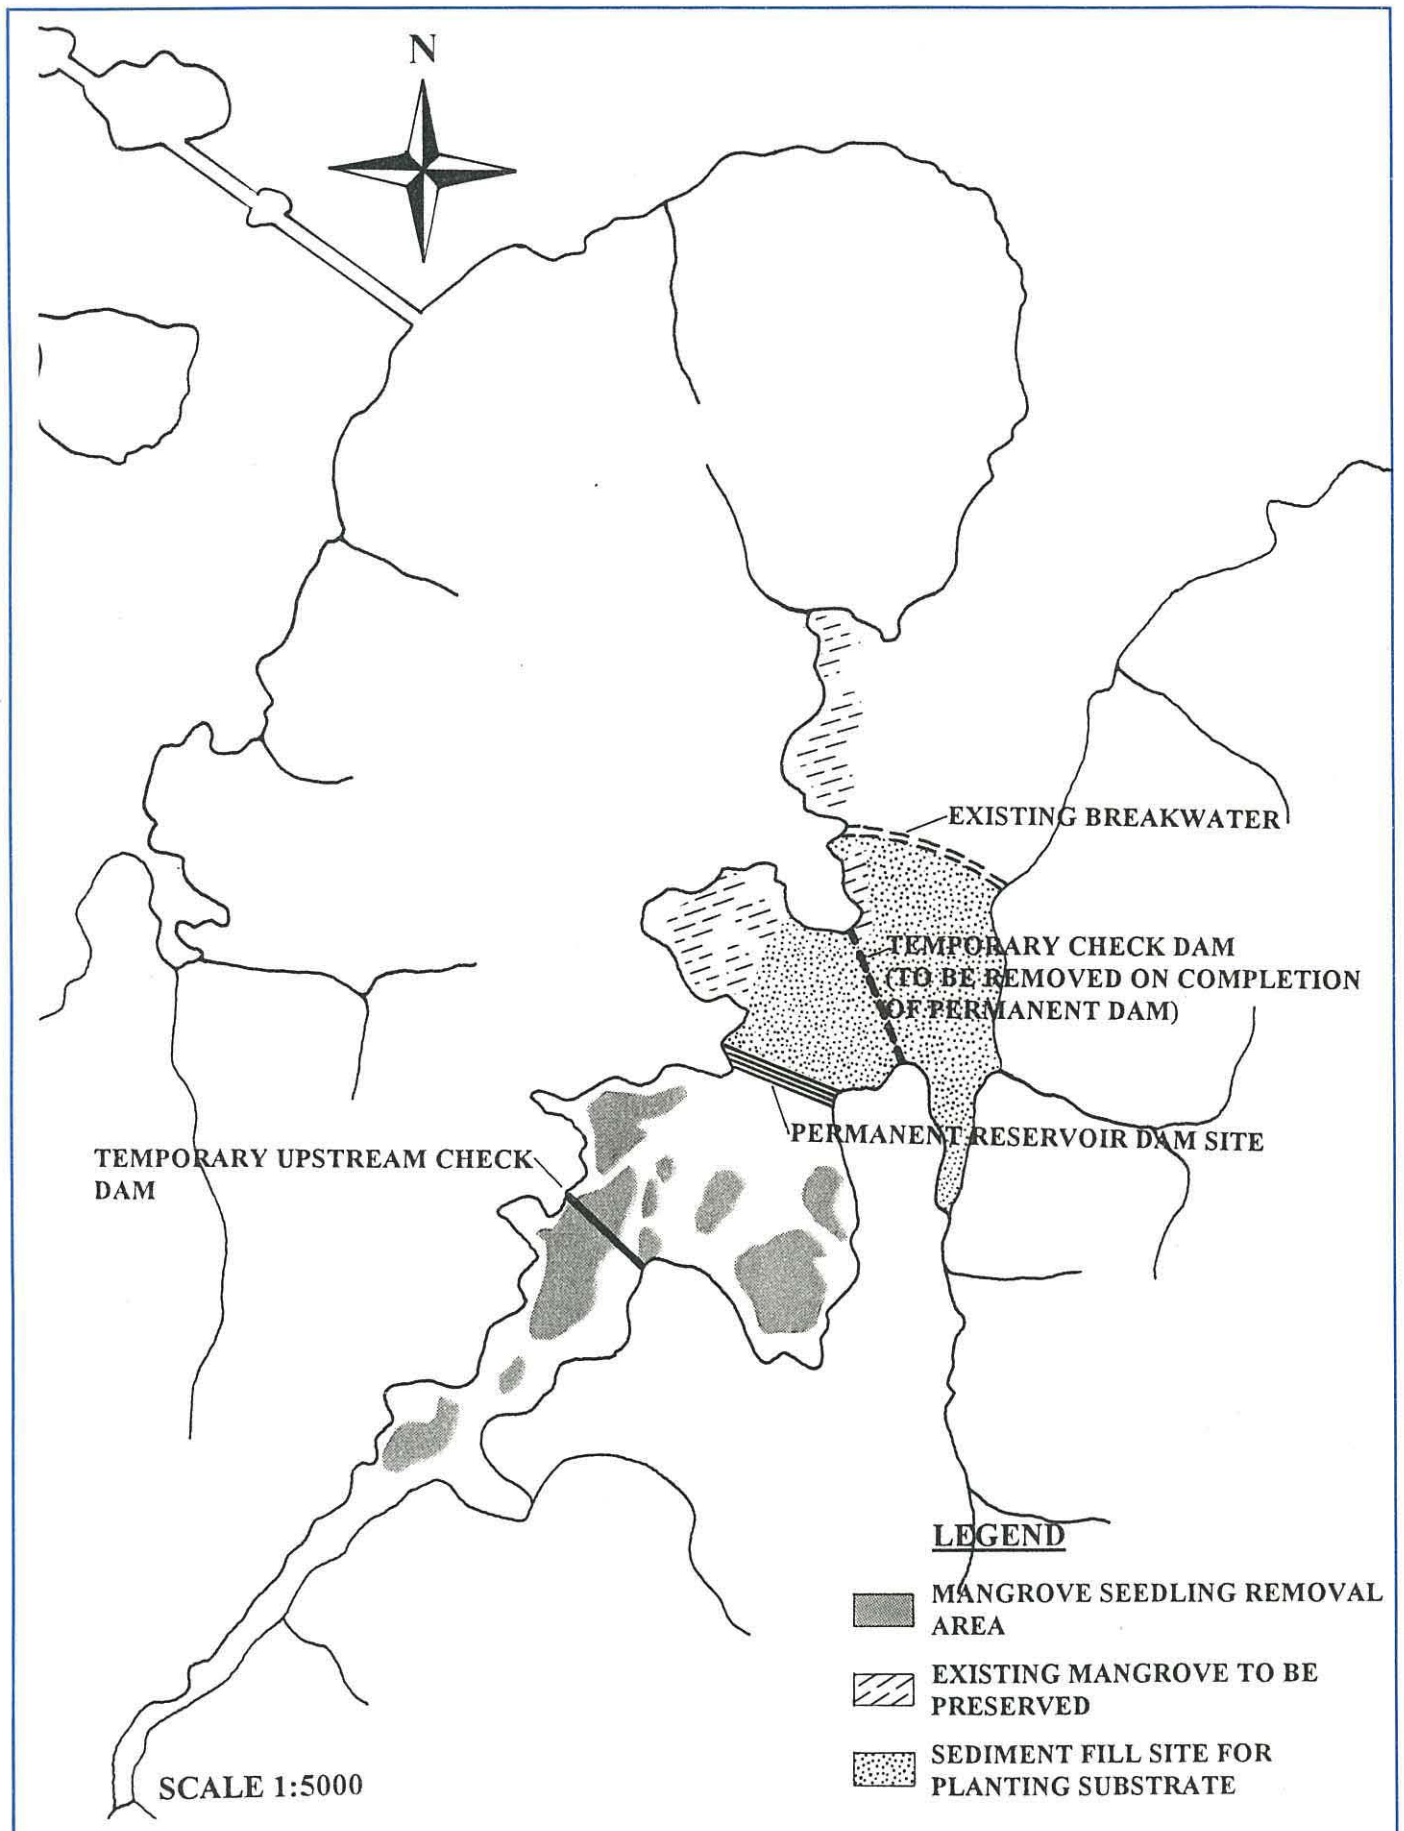 N
EXISTING BREAKWATER
TEMPORARY CHECK DAM
(TO BE REMOVED ON COMPLETION
OF PERMANENT DAM)
PERMANENT RESERVOIR DAM SITE
TEMPORARY UPSTREAM CHECK
DAM
LEGEND
MANGROVE SEEDLING REMOVAL
AREA
EXISTING MANGROVE TO BE
PRESERVED
SEDIMENT FILL SITE FOR
PLANTING SUBSTRATE
SCALE 1:5000